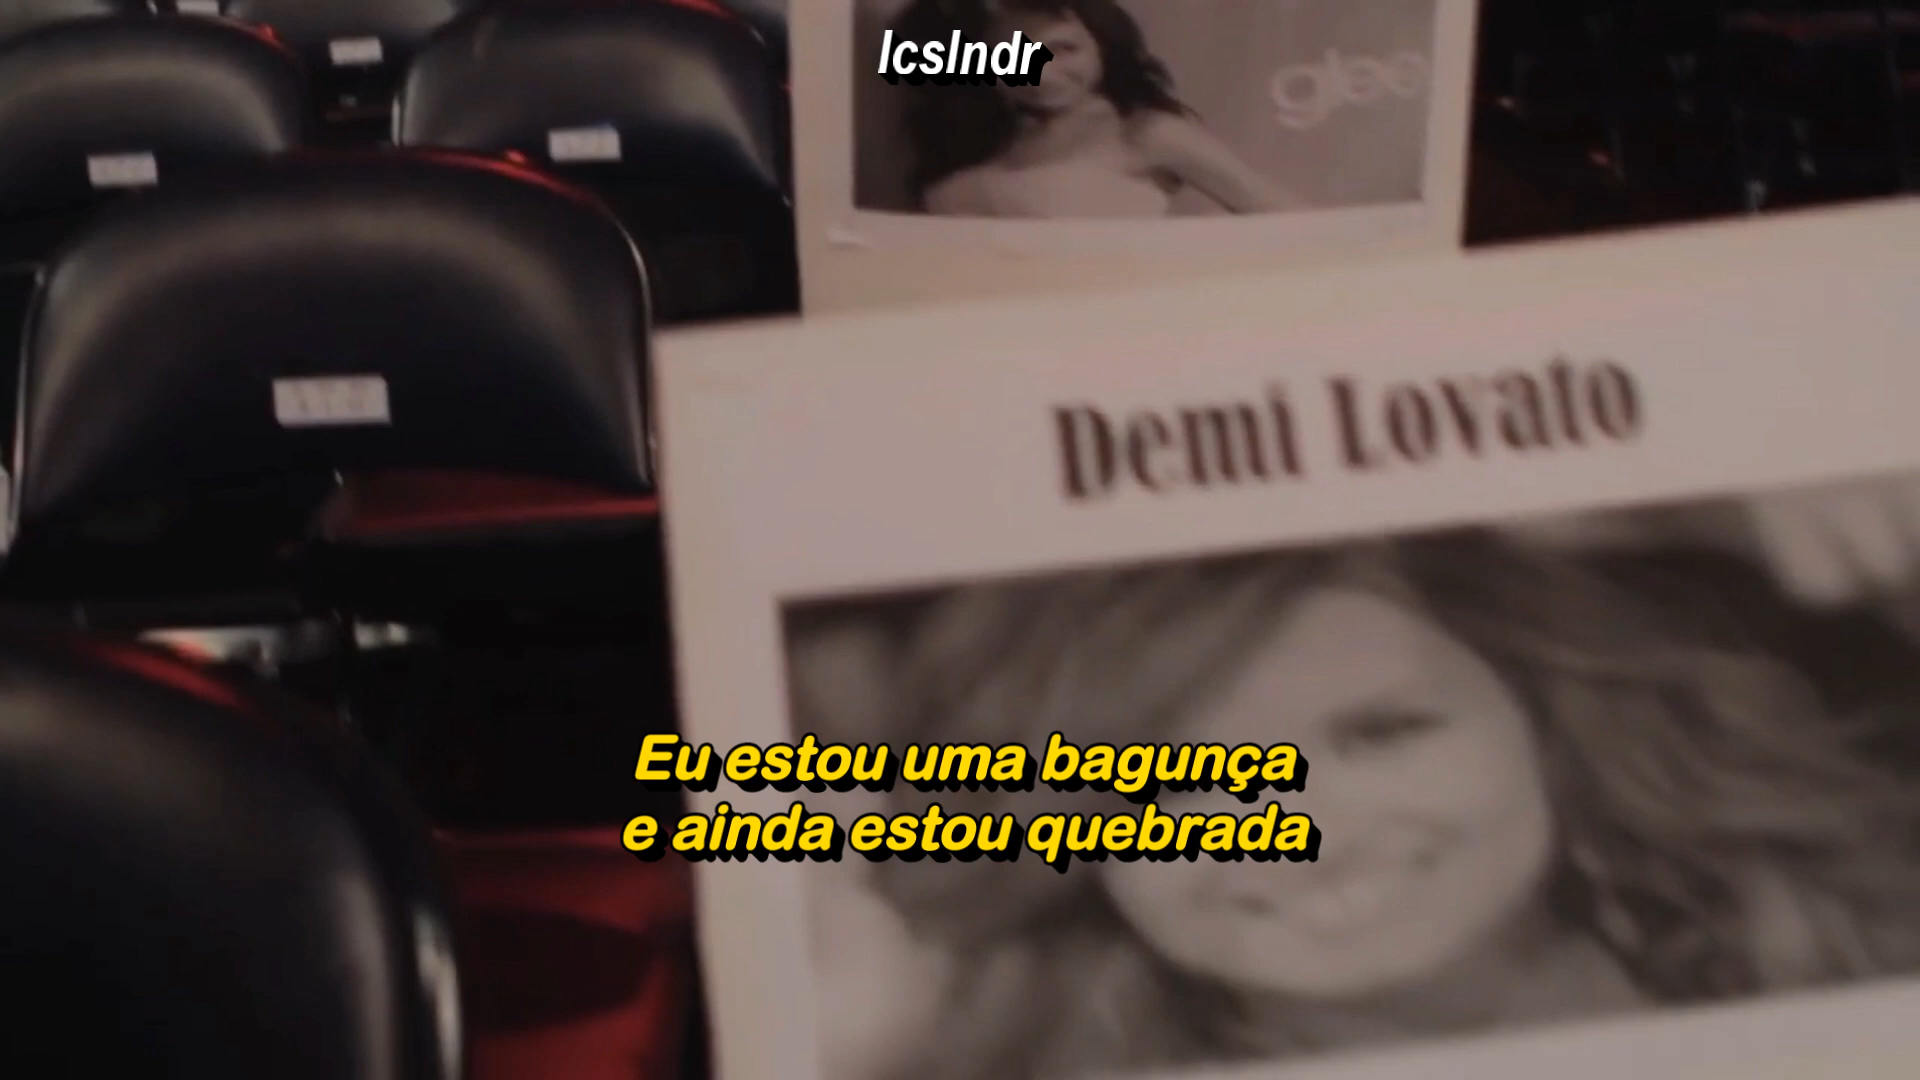 lcslndr
glee
Demi Lovato
Eu estou uma bagunça
e ainda estou quebrada